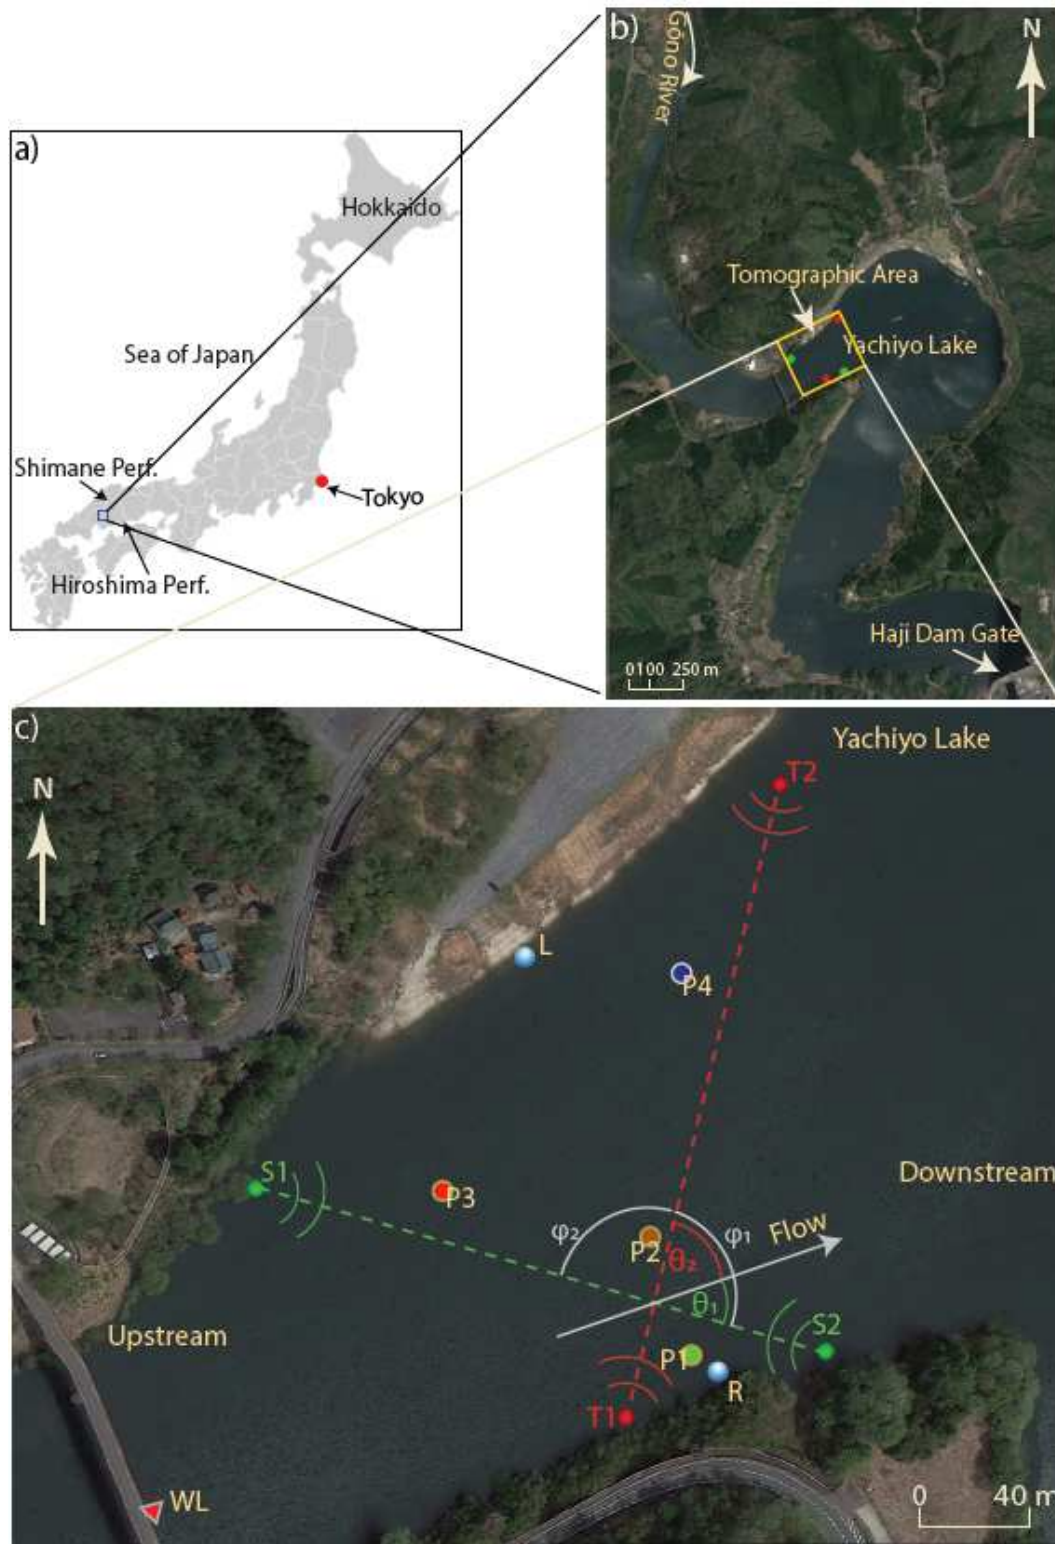 a)
Hokkaido
Sea of Japan
Shimane Perf.
Tokyo
Hiroshima Perf.
b)
Gōno River
N
Tomographic Area
Yachiyo Lake
Haji Dam Gate
0 100 250 m
c)
Yachiyo Lake
N
T2
L
P4
Downstream
S1
P3
φ₂
φ₁
Flow
P2
θ₂
θ₁
Upstream
S2
P1
R
T1
WL
0 40 m